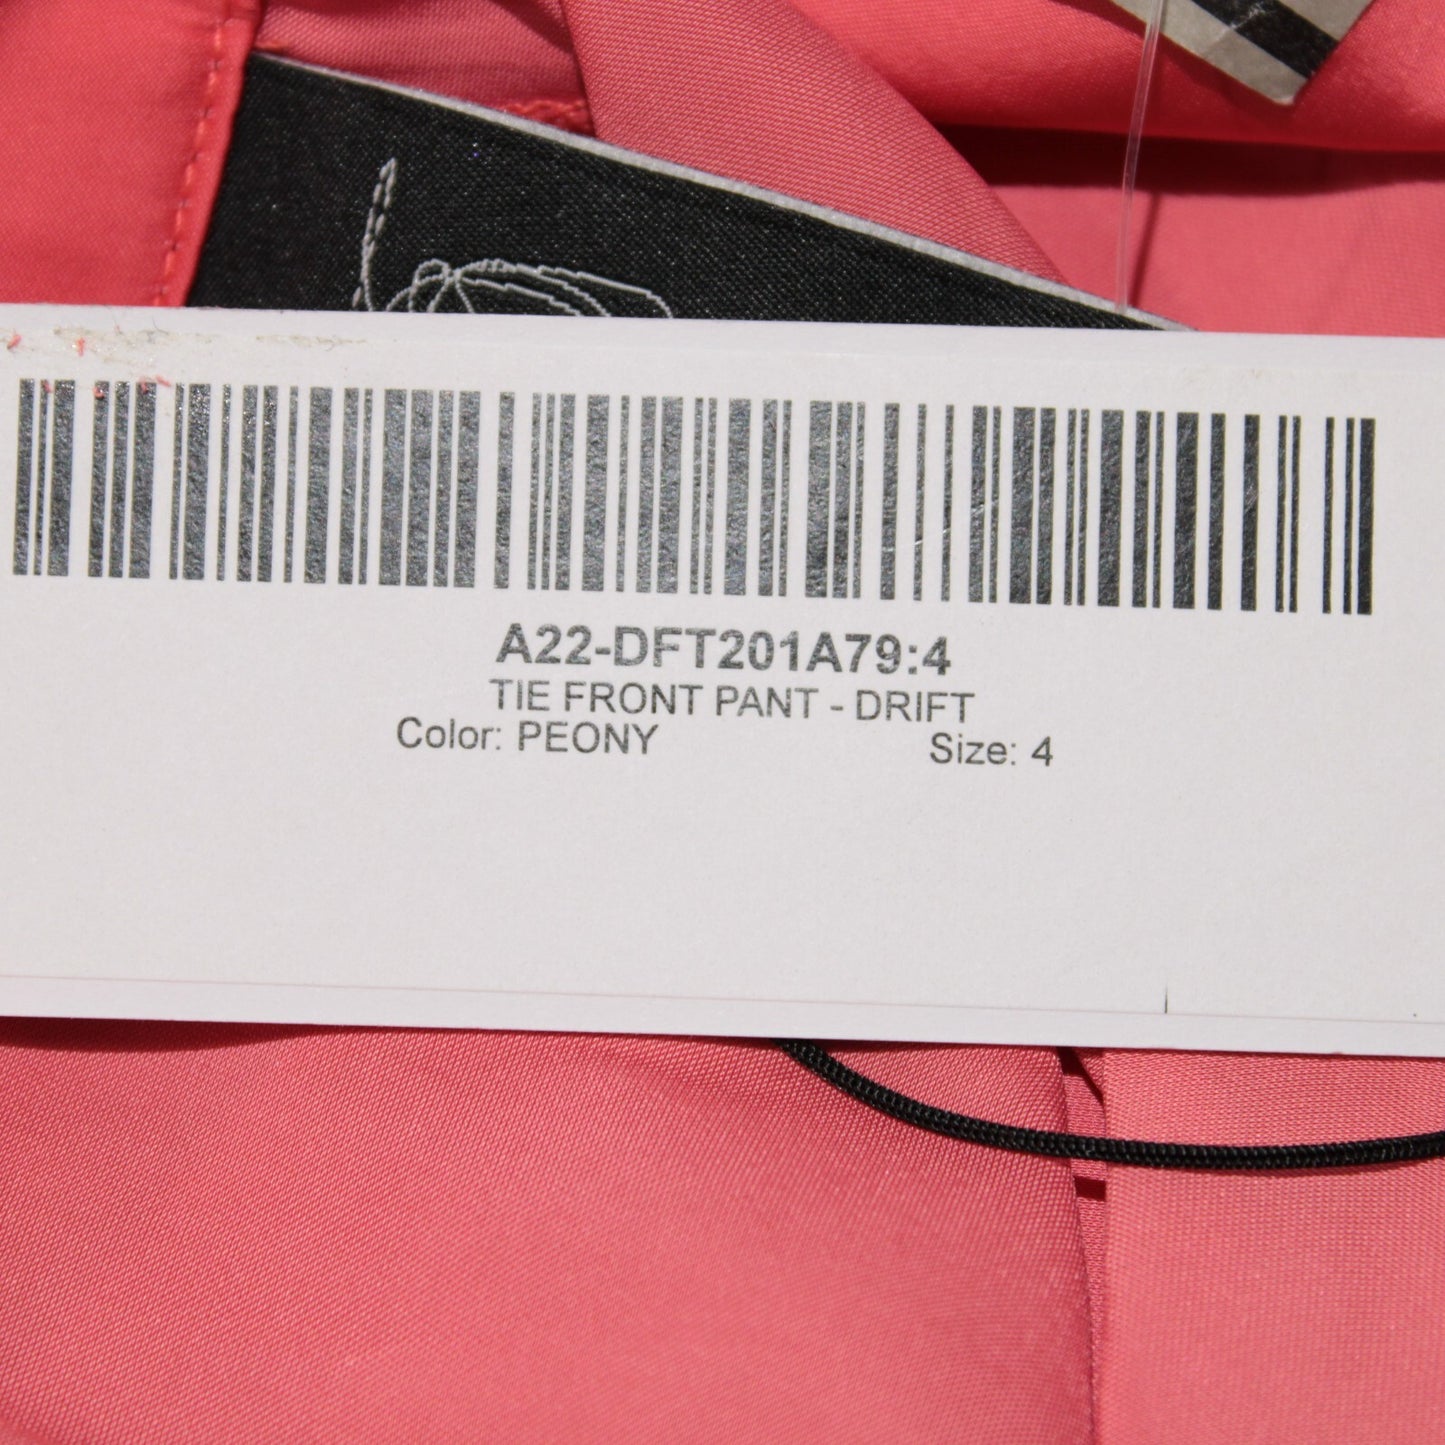 A22-DFT201A79:4
TIE FRONT PANT - DRIFT
Color: PEONY Size: 4